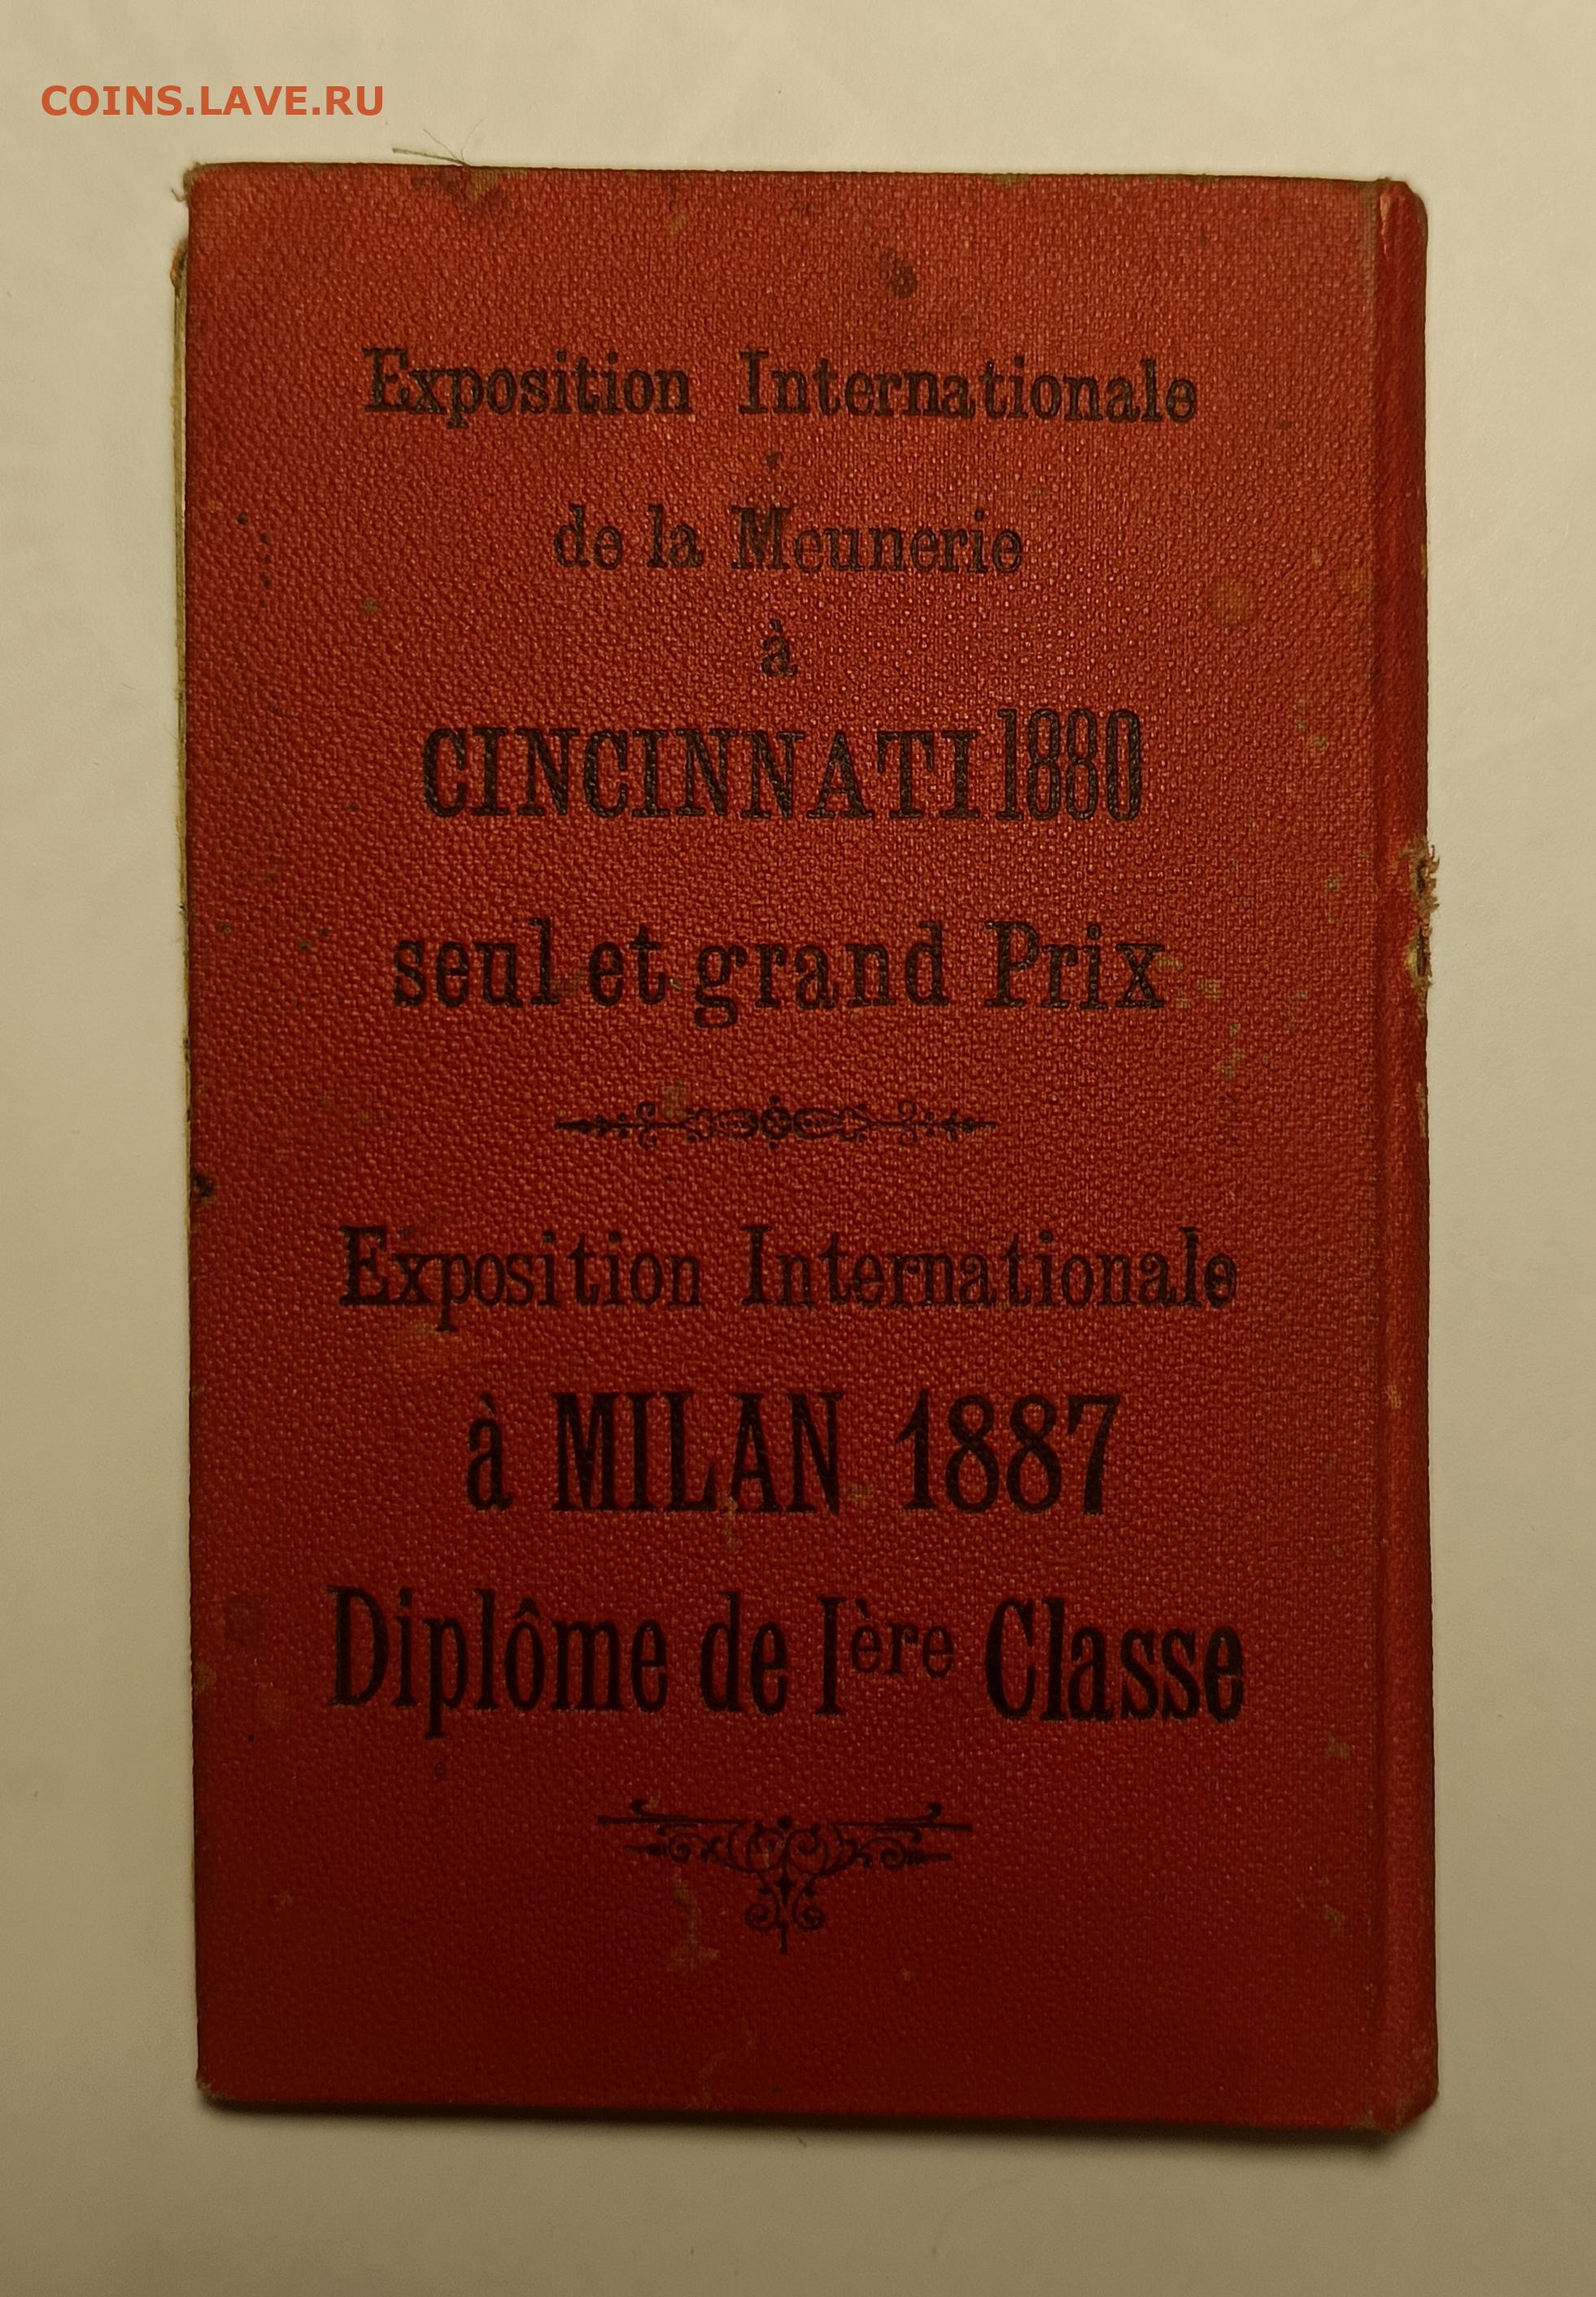 COINS.LAVE.RU
Exposition Internationale
de la Meunerie
à
CINCINNATI 1880
seul et grand Prix
Exposition Internationale
à MILAN 1887
Diplôme de Ière Classe